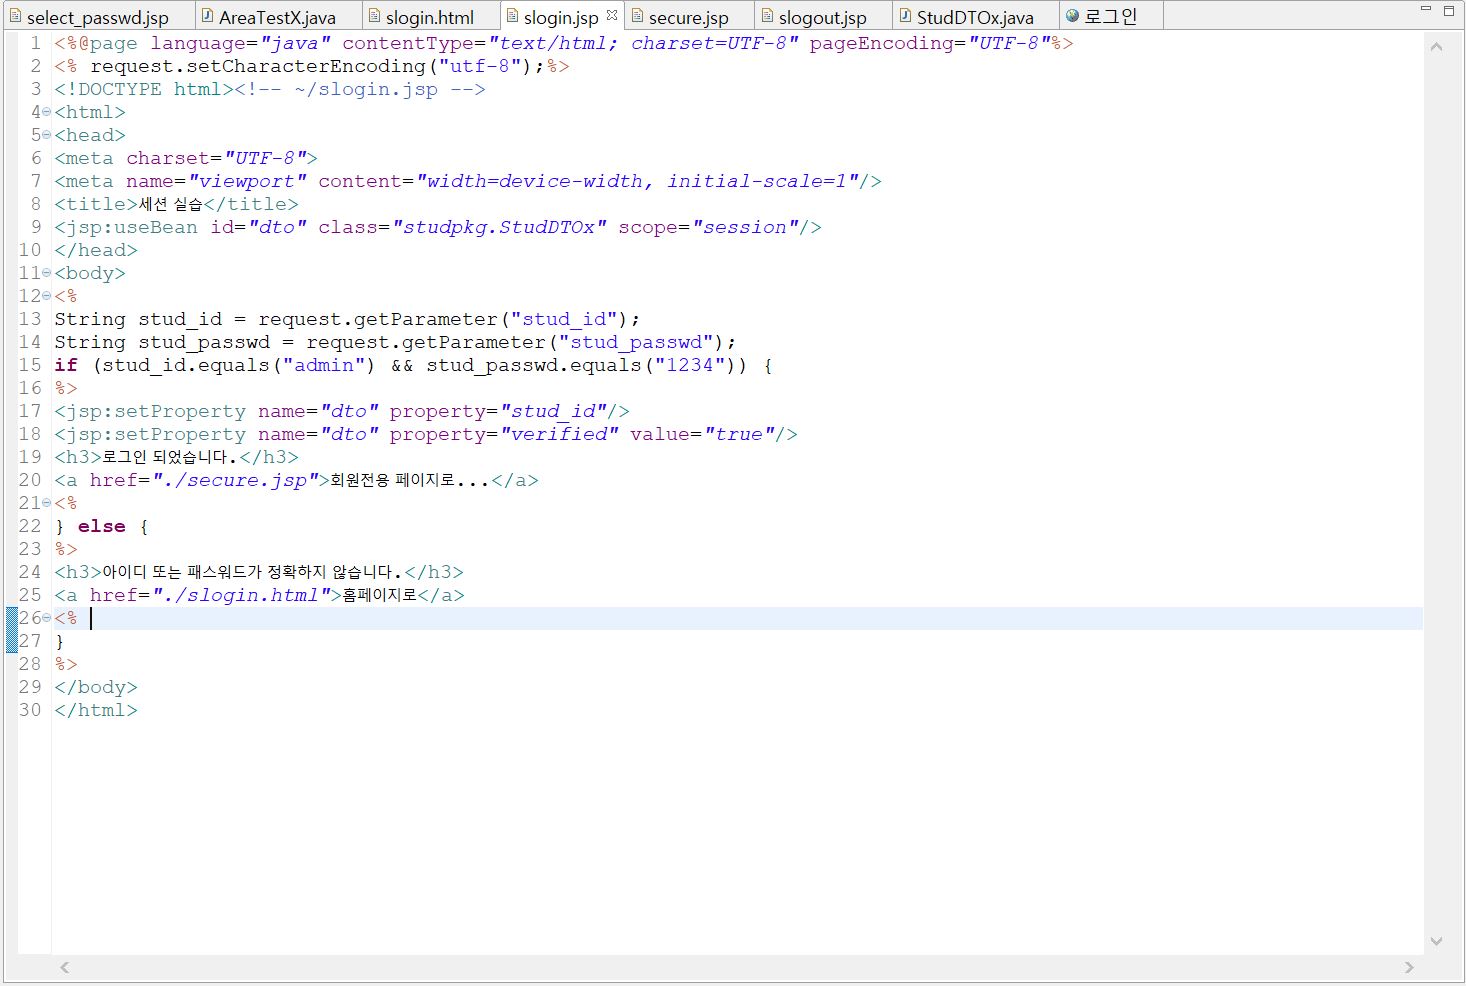 select_passwd.jsp AreaTestX.java slogin.html slogin.jsp secure.jsp slogout.jsp StudDTOx.java 로그인
1 <%@page language="java" contentType="text/html; charset=UTF-8" pageEncoding="UTF-8"%>
2 <% request.setCharacterEncoding("utf-8");%>
3 <!DOCTYPE html><!-- ~/slogin.jsp -->
4 <html>
5 <head>
6 <meta charset="UTF-8">
7 <meta name="viewport" content="width=device-width, initial-scale=1"/>
8 <title>세션 실습</title>
9 <jsp:useBean id="dto" class="studpkg.StudDTOx" scope="session"/>
10 </head>
11 <body>
12 <%
13 String stud_id = request.getParameter("stud_id");
14 String stud_passwd = request.getParameter("stud_passwd");
15 if (stud_id.equals("admin") && stud_passwd.equals("1234")) {
16 %>
17 <jsp:setProperty name="dto" property="stud_id"/>
18 <jsp:setProperty name="dto" property="verified" value="true"/>
19 <h3>로그인 되었습니다.</h3>
20 <a href="./secure.jsp">회원전용 페이지로...</a>
21 <%
22 } else {
23 %>
24 <h3>아이디 또는 패스워드가 정확하지 않습니다.</h3>
25 <a href="./slogin.html">홈페이지로</a>
26 <%
27 }
28 %>
29 </body>
30 </html>